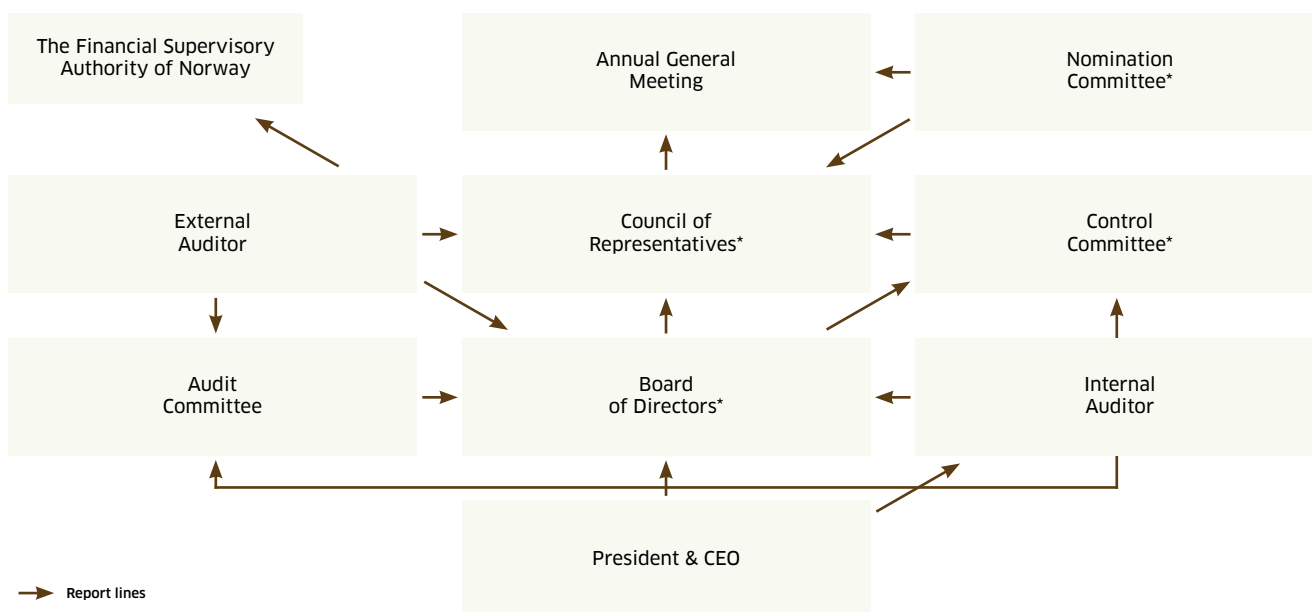 The Financial Supervisory
Authority of Norway
Annual General
Meeting
Nomination
Committee*
External
Auditor
Council of
Representatives*
Control
Committee*
Audit
Committee
Board
of Directors*
Internal
Auditor
President & CEO
Report lines